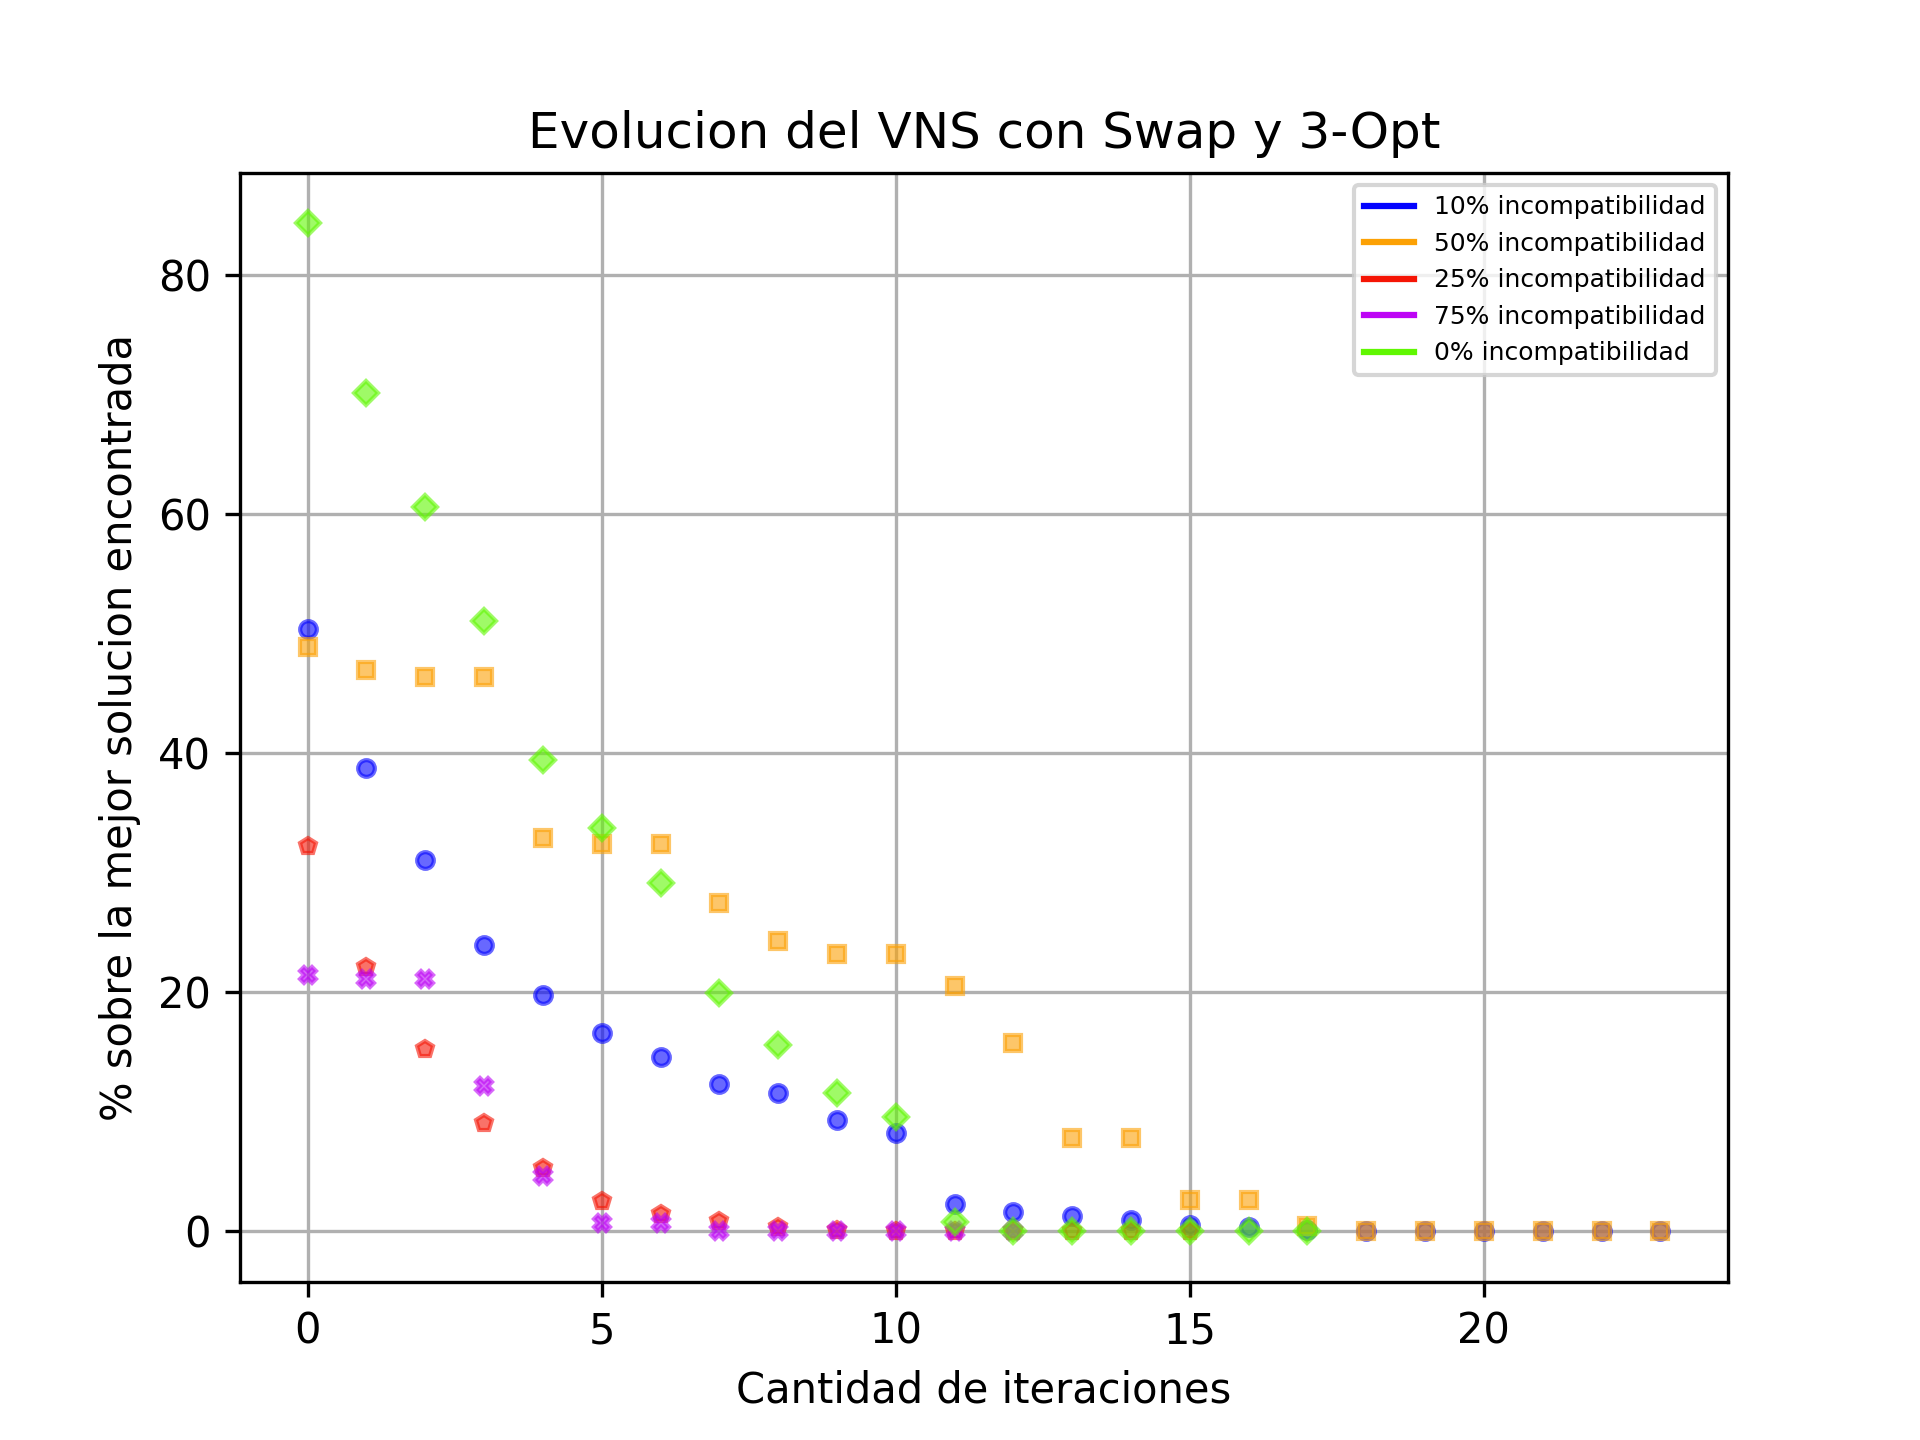 Evolucion del VNS con Swap y 3-Opt
10% incompatibilidad
50% incompatibilidad
25% incompatibilidad
75% incompatibilidad
0% incompatibilidad
% sobre la mejor solucion encontrada
80
60
40
20
0
0 5 10 15 20
Cantidad de iteraciones